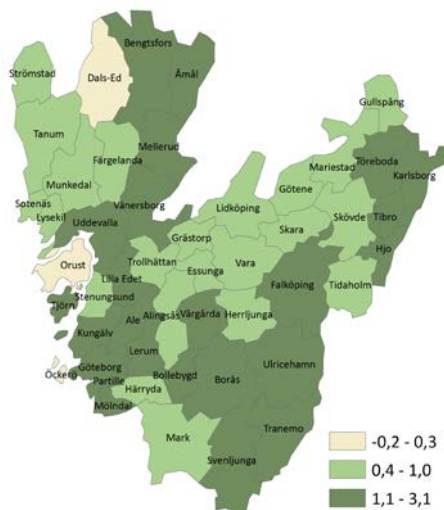 Bengtsfors
Strömstad
Dals-Ed
Åmål
Gullspång
Tanum
Mellerud
Färgelanda
Töreboda
Mariestad
Karlsborg
Munkedal
Götene
Sotenäs
Lysekil
Vänersborg
Lidköping
Skövde
Tibro
Uddevalla
Grästorp
Skara
Hjo
Orust
Trollhättan
Vara
Lilla Edet
Essunga
Falköping
Tidaholm
Stenungsund
Tjörn
Ale
Alingsås
Vårgårda
Herrljunga
Kungälv
Lerum
Ulricehamn
Göteborg
Bollebygd
Öckerö
Partille
Borås
Härryda
Mölndal
Tranemo
Mark
Svenljunga
-0,2 - 0,3
0,4 - 1,0
1,1 - 3,1